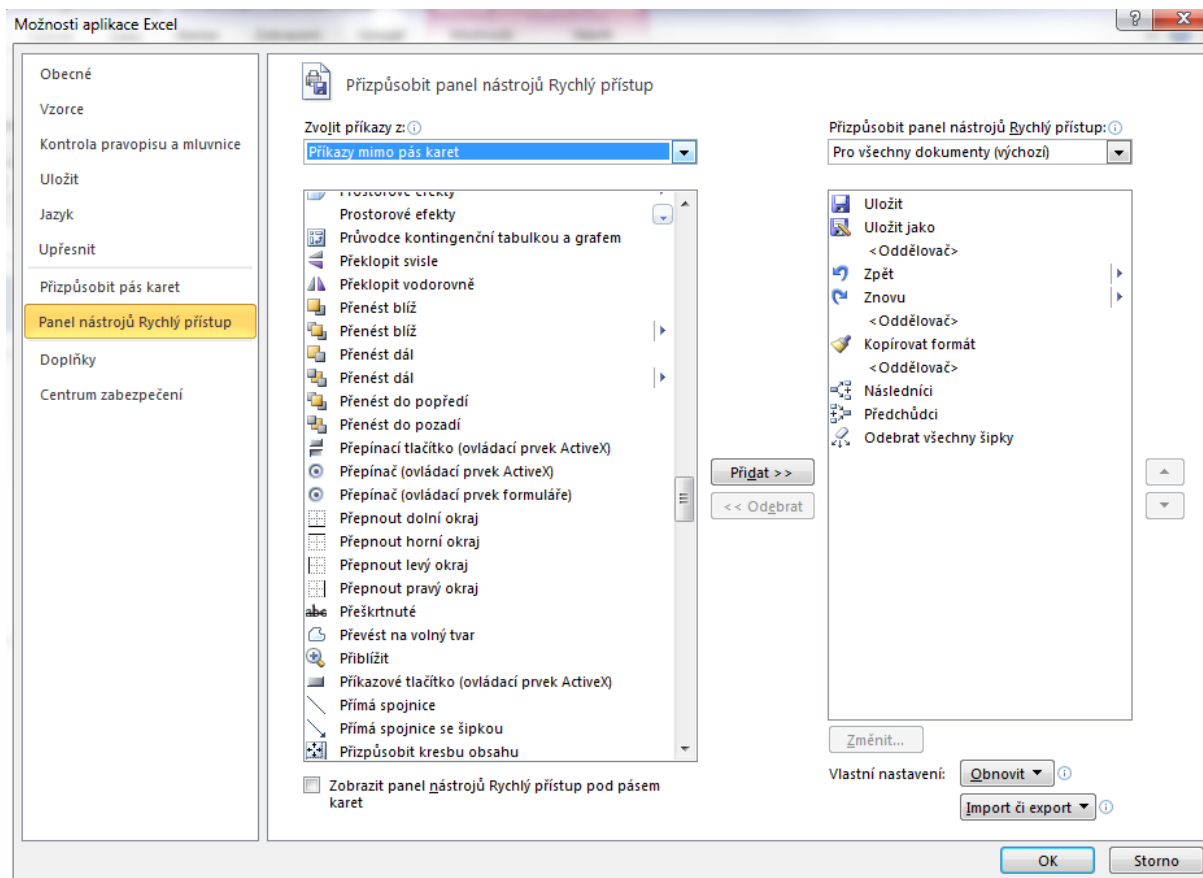 Možnosti aplikace Excel
Obecné
Vzorce
Kontrola pravopisu a mluvnice
Uložit
Jazyk
Upřesnit
Přizpůsobit pás karet
Panel nástrojů Rychlý přístup
Doplňky
Centrum zabezpečení
Přizpůsobit panel nástrojů Rychlý přístup
Zvolit příkazy z:
Příkazy mimo pás karet
Prostorové efekty
Prostorové efekty
Průvodce kontingenční tabulkou a grafem
Překlopit svisle
Překlopit vodorovně
Přenést blíž
Přenést blíž
Přenést dál
Přenést dál
Přenést do popředí
Přenést do pozadí
Přepínací tlačítko (ovládací prvek ActiveX)
Přepínač (ovládací prvek ActiveX)
Přepínač (ovládací prvek formuláře)
Přepnout dolní okraj
Přepnout horní okraj
Přepnout levý okraj
Přepnout pravý okraj
abc Přeškrtnuté
Převést na volný tvar
Přiblížit
Příkazové tlačítko (ovládací prvek ActiveX)
Přímá spojnice
Přímá spojnice se šipkou
Přizpůsobit kresbu obsahu
Zobrazit panel nástrojů Rychlý přístup pod pásem
karet
Přidat >>
<< Odebrat
Přizpůsobit panel nástrojů Rychlý přístup:
Pro všechny dokumenty (výchozí)
Uložit
Uložit jako
<Oddělovač>
Zpět
Znovu
<Oddělovač>
Kopírovat formát
<Oddělovač>
Následníci
Předchůdci
Odebrat všechny šipky
Změnit...
Vlastní nastavení:
Obnovit
Import či export
OK
Storno